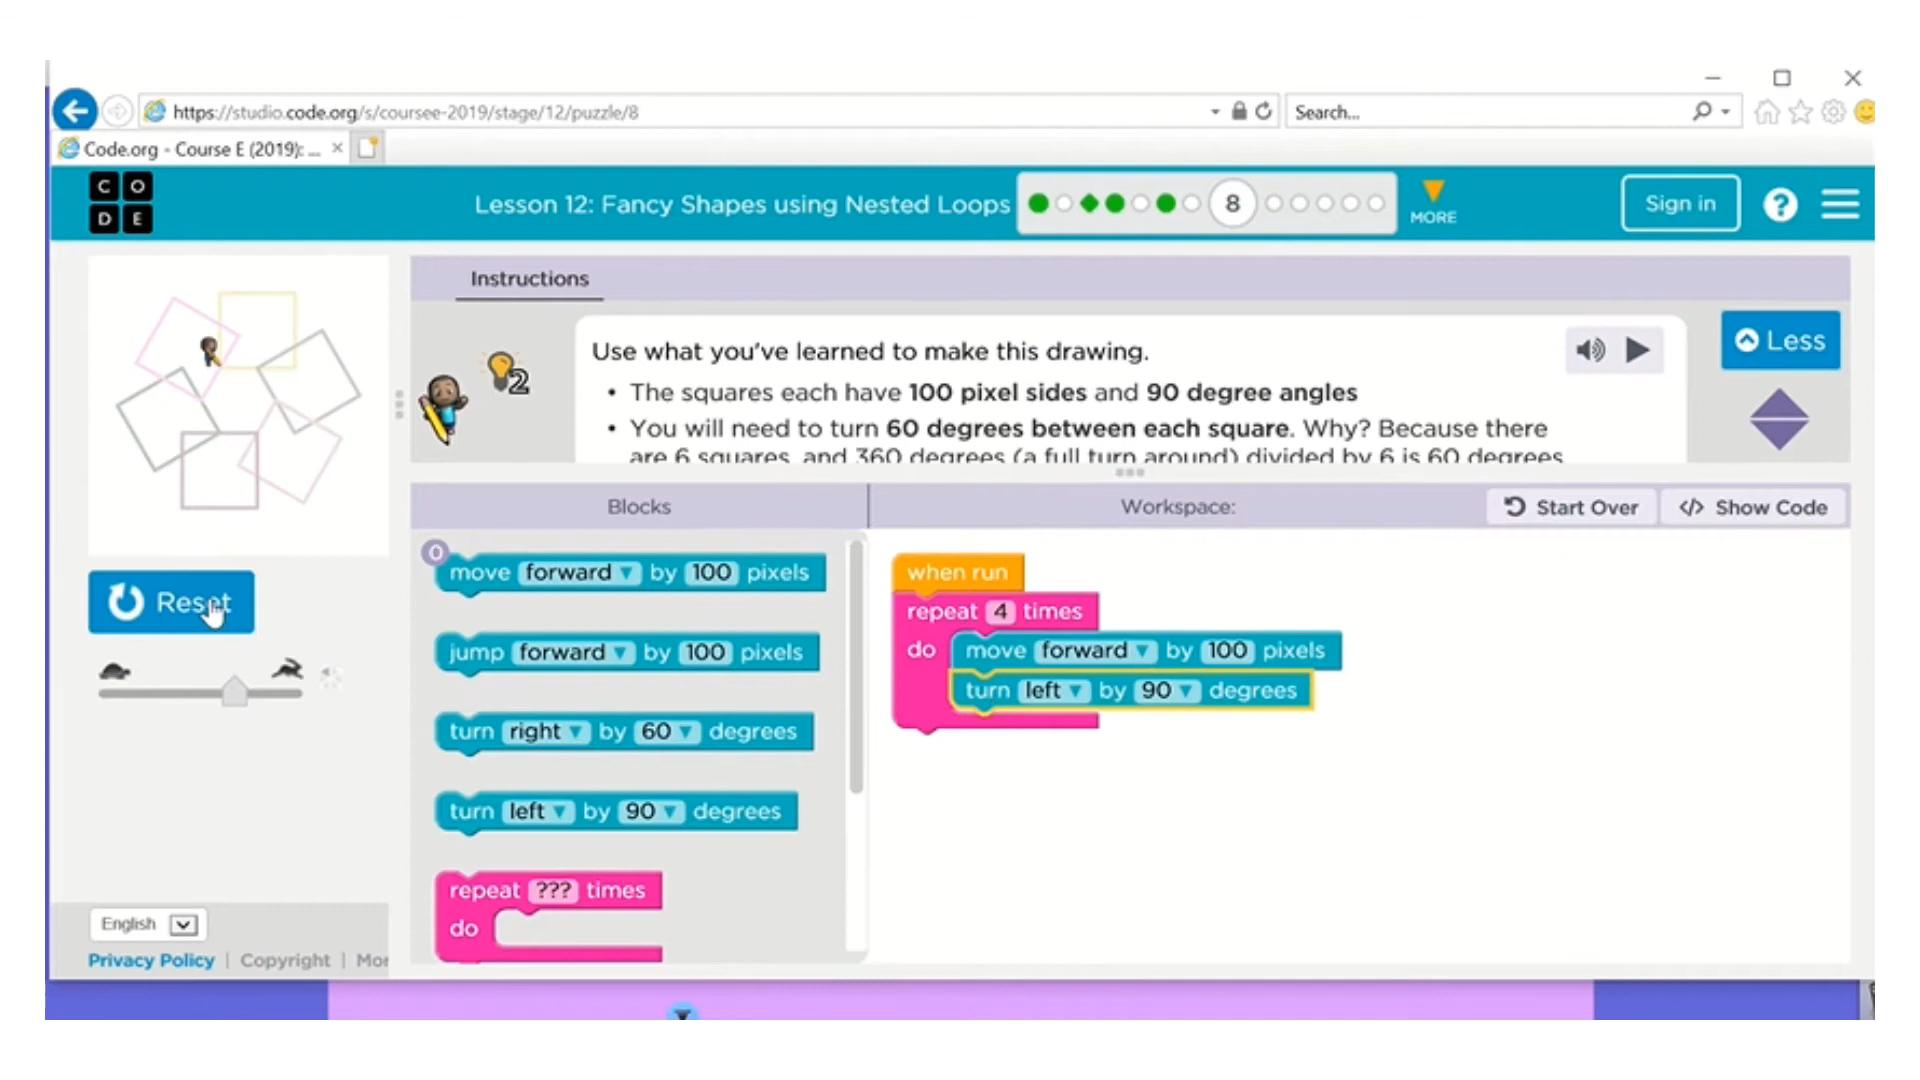 https://studio.code.org/s/coursee-2019/stage/12/puzzle/8
Search...
Code.org - Course E (2019): ...
C O
D E
Lesson 12: Fancy Shapes using Nested Loops
8
MORE
Sign in
?
Instructions
2
Use what you've learned to make this drawing.
• The squares each have 100 pixel sides and 90 degree angles
• You will need to turn 60 degrees between each square. Why? Because there
are 6 squares, and 360 degrees (a full turn around) divided by 6 is 60 degrees
Less
Blocks
Workspace:
Start Over
</> Show Code
0
move forward by 100 pixels
jump forward by 100 pixels
turn right by 60 degrees
turn left by 90 degrees
repeat ??? times
do
when run
repeat 4 times
do
move forward by 100 pixels
turn left by 90 degrees
Reset
English
Privacy Policy | Copyright | Mor